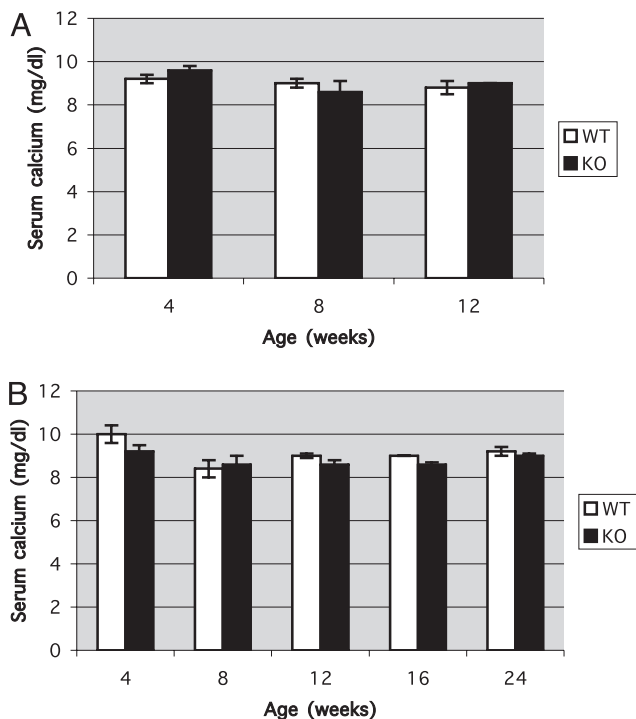 A
Serum calcium (mg/dl)
12
10
8
6
4
2
0
4 8 12
Age (weeks)
WT
KO
B
Serum calcium (mg/dl)
12
10
8
6
4
2
0
4 8 12 16 24
Age (weeks)
WT
KO